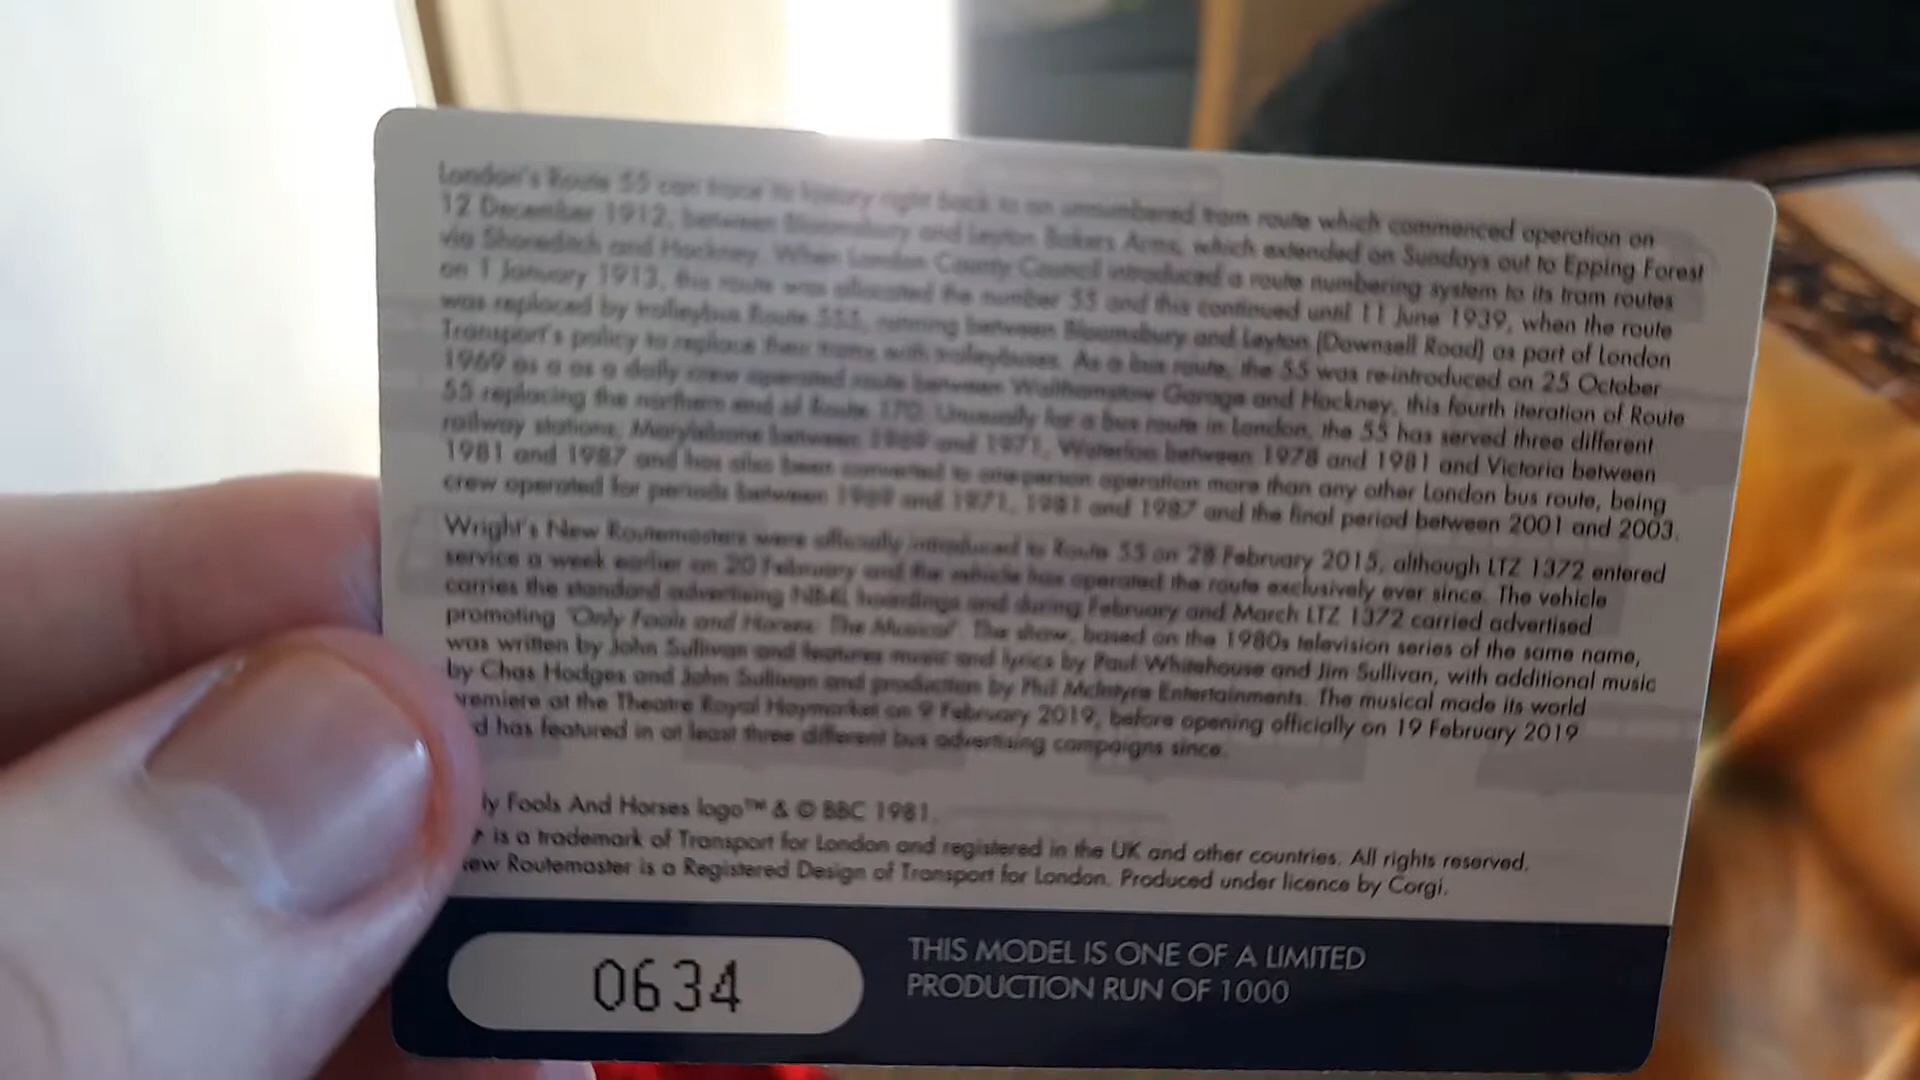 London's Route 55 can trace its history right back to an unnumbered tram route which commenced operation on
12 December 1912, between Bloomsbury and Leyton Bakers Arms, which extended on Sundays out to Epping Forest
via Shoreditch and Hackney. When London County Council introduced a route numbering system to its tram routes
on 1 January 1913, this route was allocated the number 55 and this continued until 11 June 1939, when the route
was replaced by trolleybus Route 555, running between Bloomsbury and Leyton (Downsell Road) as part of London
Transport's policy to replace their trams with trolleybuses. As a bus route, the 55 was re-introduced on 25 October
1969 as a as a daily crew operated route between Walthamstow Garage and Hackney, this fourth iteration of Route
55 replacing the northern end of Route 170. Unusually for a bus route in London, the 55 has served three different
railway stations, Marylebone between 1969 and 1971, Waterloo between 1978 and 1981 and Victoria between
1981 and 1987 and has also been converted to one-person operation more than any other London bus route, being
crew operated for periods between 1969 and 1971, 1981 and 1987 and the final period between 2001 and 2003.
Wright's New Routemasters were officially introduced to Route 55 on 28 February 2015, although LTZ 1372 entered
service a week earlier on 20 February and the vehicle has operated the route exclusively ever since. The vehicle
carries the standard advertising hoardings and during February and March LTZ 1372 carried advertised
promoting 'Only Fools and Horses: The Musical'. The show, based on the 1980s television series of the same name,
was written by John Sullivan and features music and lyrics by Paul Whitehouse and Jim Sullivan, with additional music
by Chas Hodges and John Sullivan and production by Phil McIntyre Entertainments. The musical made its world
remiere at the Theatre Royal Haymarket on 9 February 2019, before opening officially on 19 February 2019
d has featured in at least three different bus advertising campaigns since.
ly Fools And Horses logo™ & © BBC 1981.
is a trademark of Transport for London and registered in the UK and other countries. All rights reserved.
ew Routemaster is a Registered Design of Transport for London. Produced under licence by Corgi.
0634
THIS MODEL IS ONE OF A LIMITED
PRODUCTION RUN OF 1000